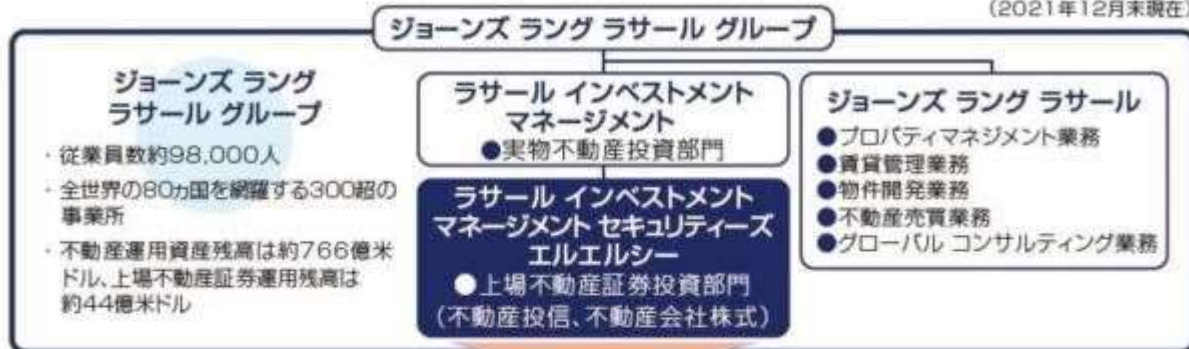 (2021年12月末現在)
ジョーンズ ラング ラサール グループ
ジョーンズ ラング
ラサール グループ
・従業員数約98,000人
・全世界の80ヵ国を網羅する300超の
事業所
・不動産運用資産残高は約766億米
ドル、上場不動産証券運用残高は
約44億米ドル
ラサール インベストメント
マネージメント
●実物不動産投資部門
ラサール インベストメント
マネージメント セキュリティーズ
エルエルシー
●上場不動産証券投資部門
(不動産投信、不動産会社株式)
ジョーンズ ラング ラサール
●プロパティマネジメント業務
●賃貸管理業務
●物件開発業務
●不動産売買業務
●グローバル コンサルティング業務